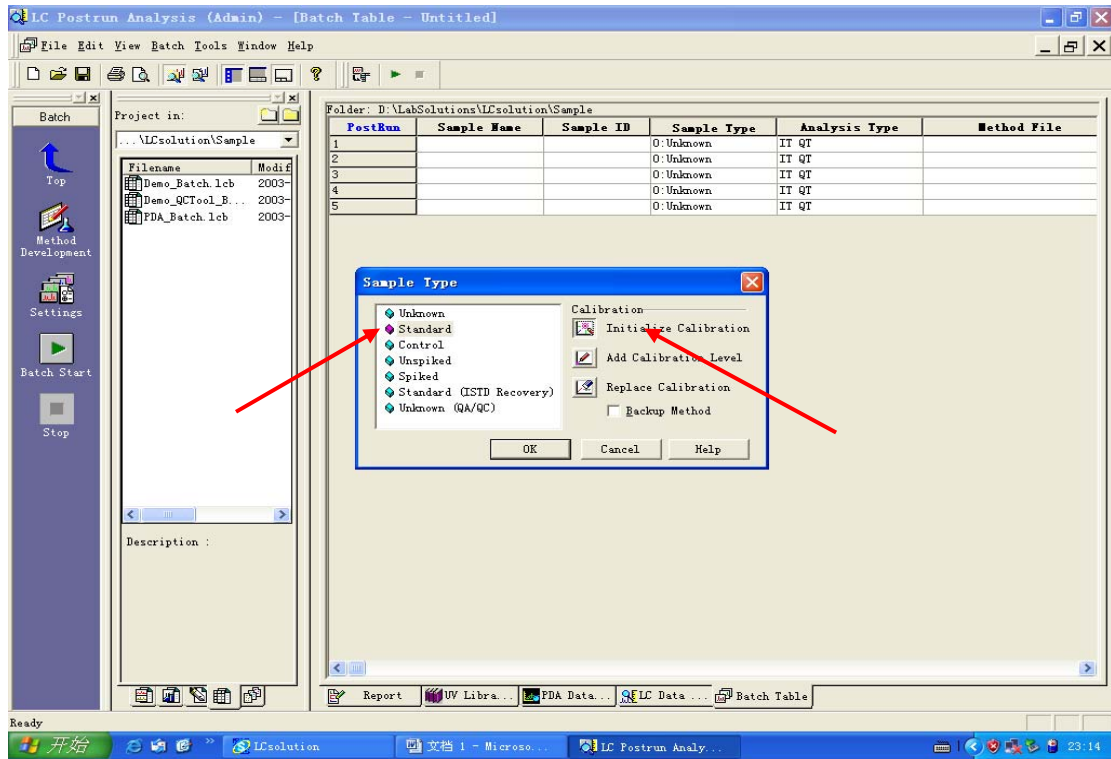 LC Postrun Analysis (Admin) - [Batch Table - Untitled]
File Edit View Batch Tools Window Help
Batch
Top
Method
Development
Settings
Batch Start
Stop
Project in:
...\LCsolution\Sample
Filename Modif
Demo_Batch.lcb 2003-
Demo_QCTool_B... 2003-
PDA_Batch.lcb 2003-
Description :
Folder: D:\LabSolutions\LCsolution\Sample
PostRun Sample Name Sample ID Sample Type Analysis Type Method File
1 0:Unknown IT QT
2 0:Unknown IT QT
3 0:Unknown IT QT
4 0:Unknown IT QT
5 0:Unknown IT QT
Sample Type
Unknown
Standard
Control
Unspiked
Spiked
Standard (ISTD Recovery)
Unknown (QA/QC)
Calibration
Initialize Calibration
Add Calibration Level
Replace Calibration
Backup Method
OK Cancel Help
Report UV Libra... PDA Data... LC Data ... Batch Table
Ready
开始 LCsolution 文档 1 - Microso... LC Postrun Analy... 23:14